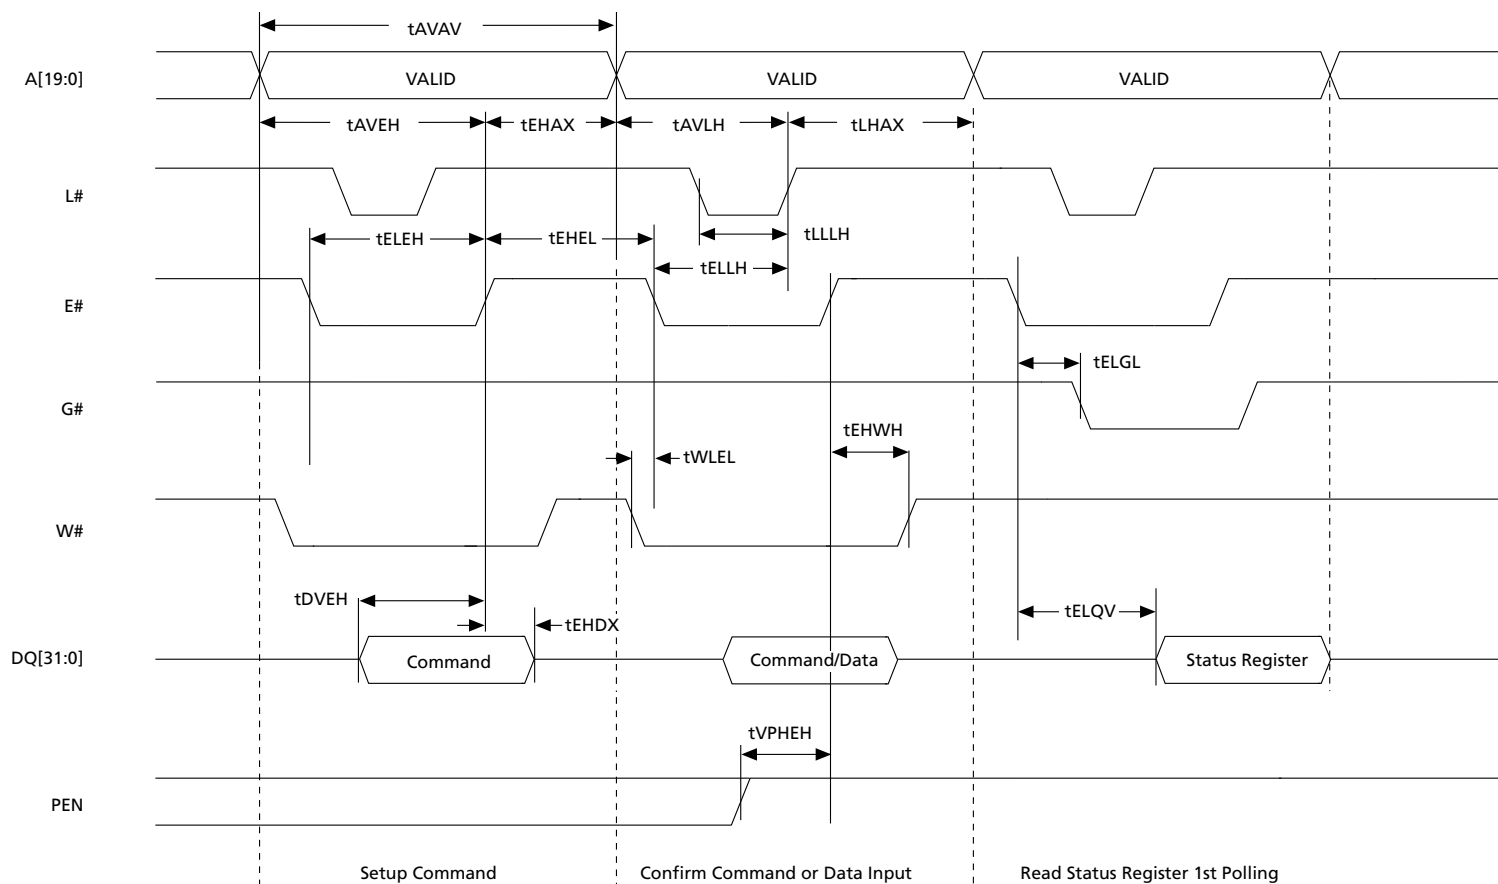 tAVAV
A[19:0]
VALID
VALID
VALID
tAVEH
tEHAX
tAVLH
tLHAX
L#
tELEH
tEHEL
tLLLH
tELLH
E#
tELGL
G#
tEHWH
tWLEL
W#
tDVEH
tELQV
tEHDX
DQ[31:0]
Command
Command/Data
Status Register
tVPHEH
PEN
Setup Command
Confirm Command or Data Input
Read Status Register 1st Polling